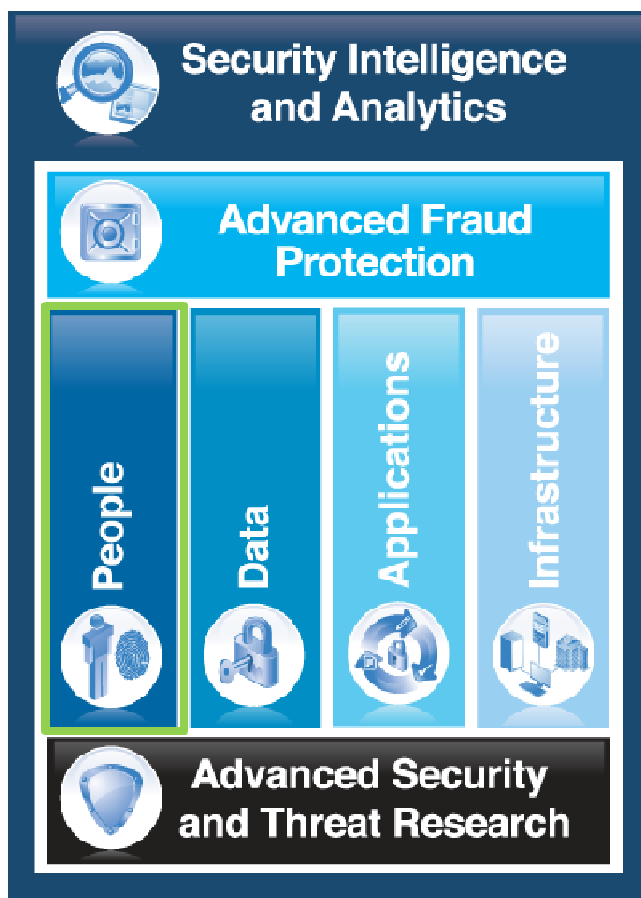 Security Intelligence
and Analytics
Advanced Fraud
Protection
People
Data
Applications
Infrastructure
Advanced Security
and Threat Research